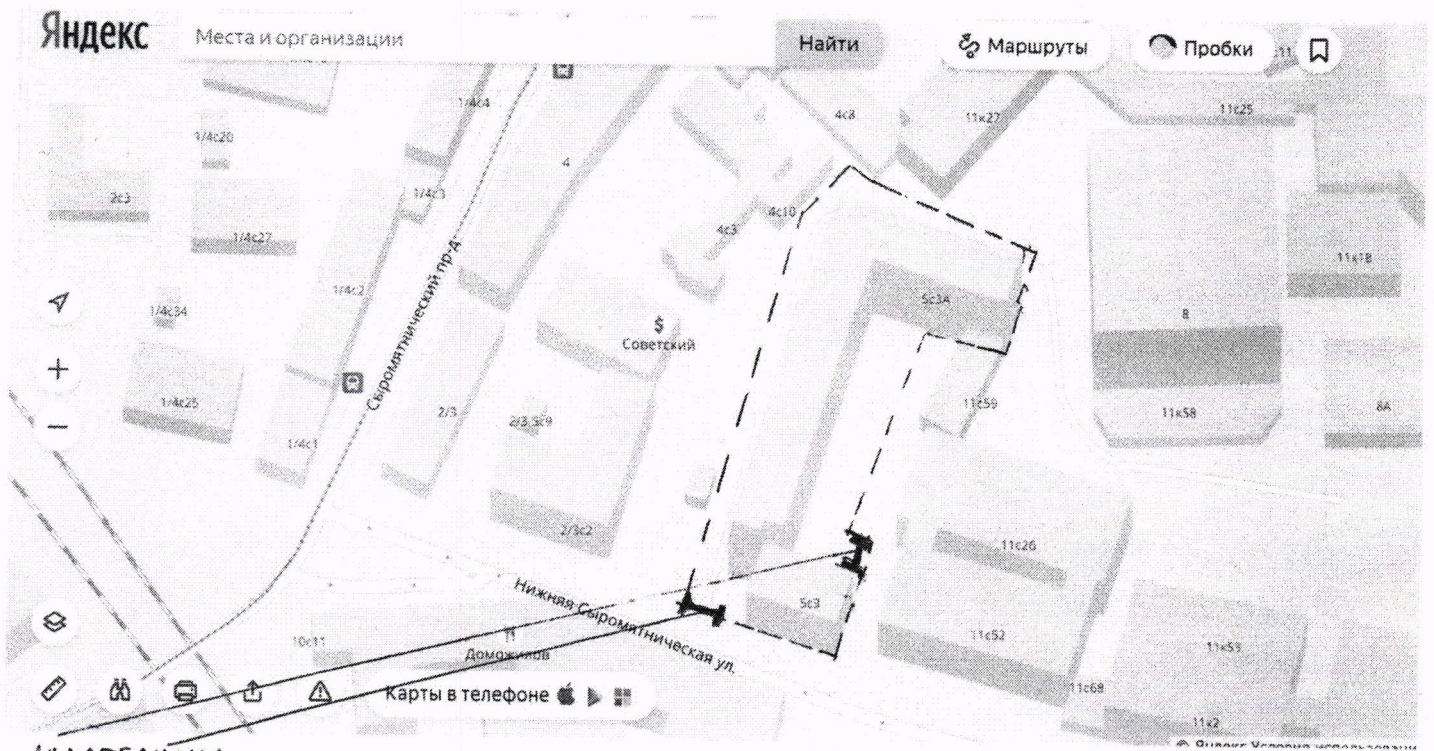 Яндекс Места и организации Найти Маршруты Пробки
1/4с4
4с8
11к27
11с25
1/4с20
4
2с3
1/4с3
4с10
4с3
1/4с27
11к1В
1/4с2
5с3А
1/4с34
$
Советский
8
Сыромятнический пр-д
1/4с25
2/3
2/3,5с9
11с59
11к58
8А
1/4с1
2/3с2
11с26
Нижняя Сыромятническая ул.
5с3
10с11
Доможилов
11с52
11к53
Карты в телефоне
11с68
11к2